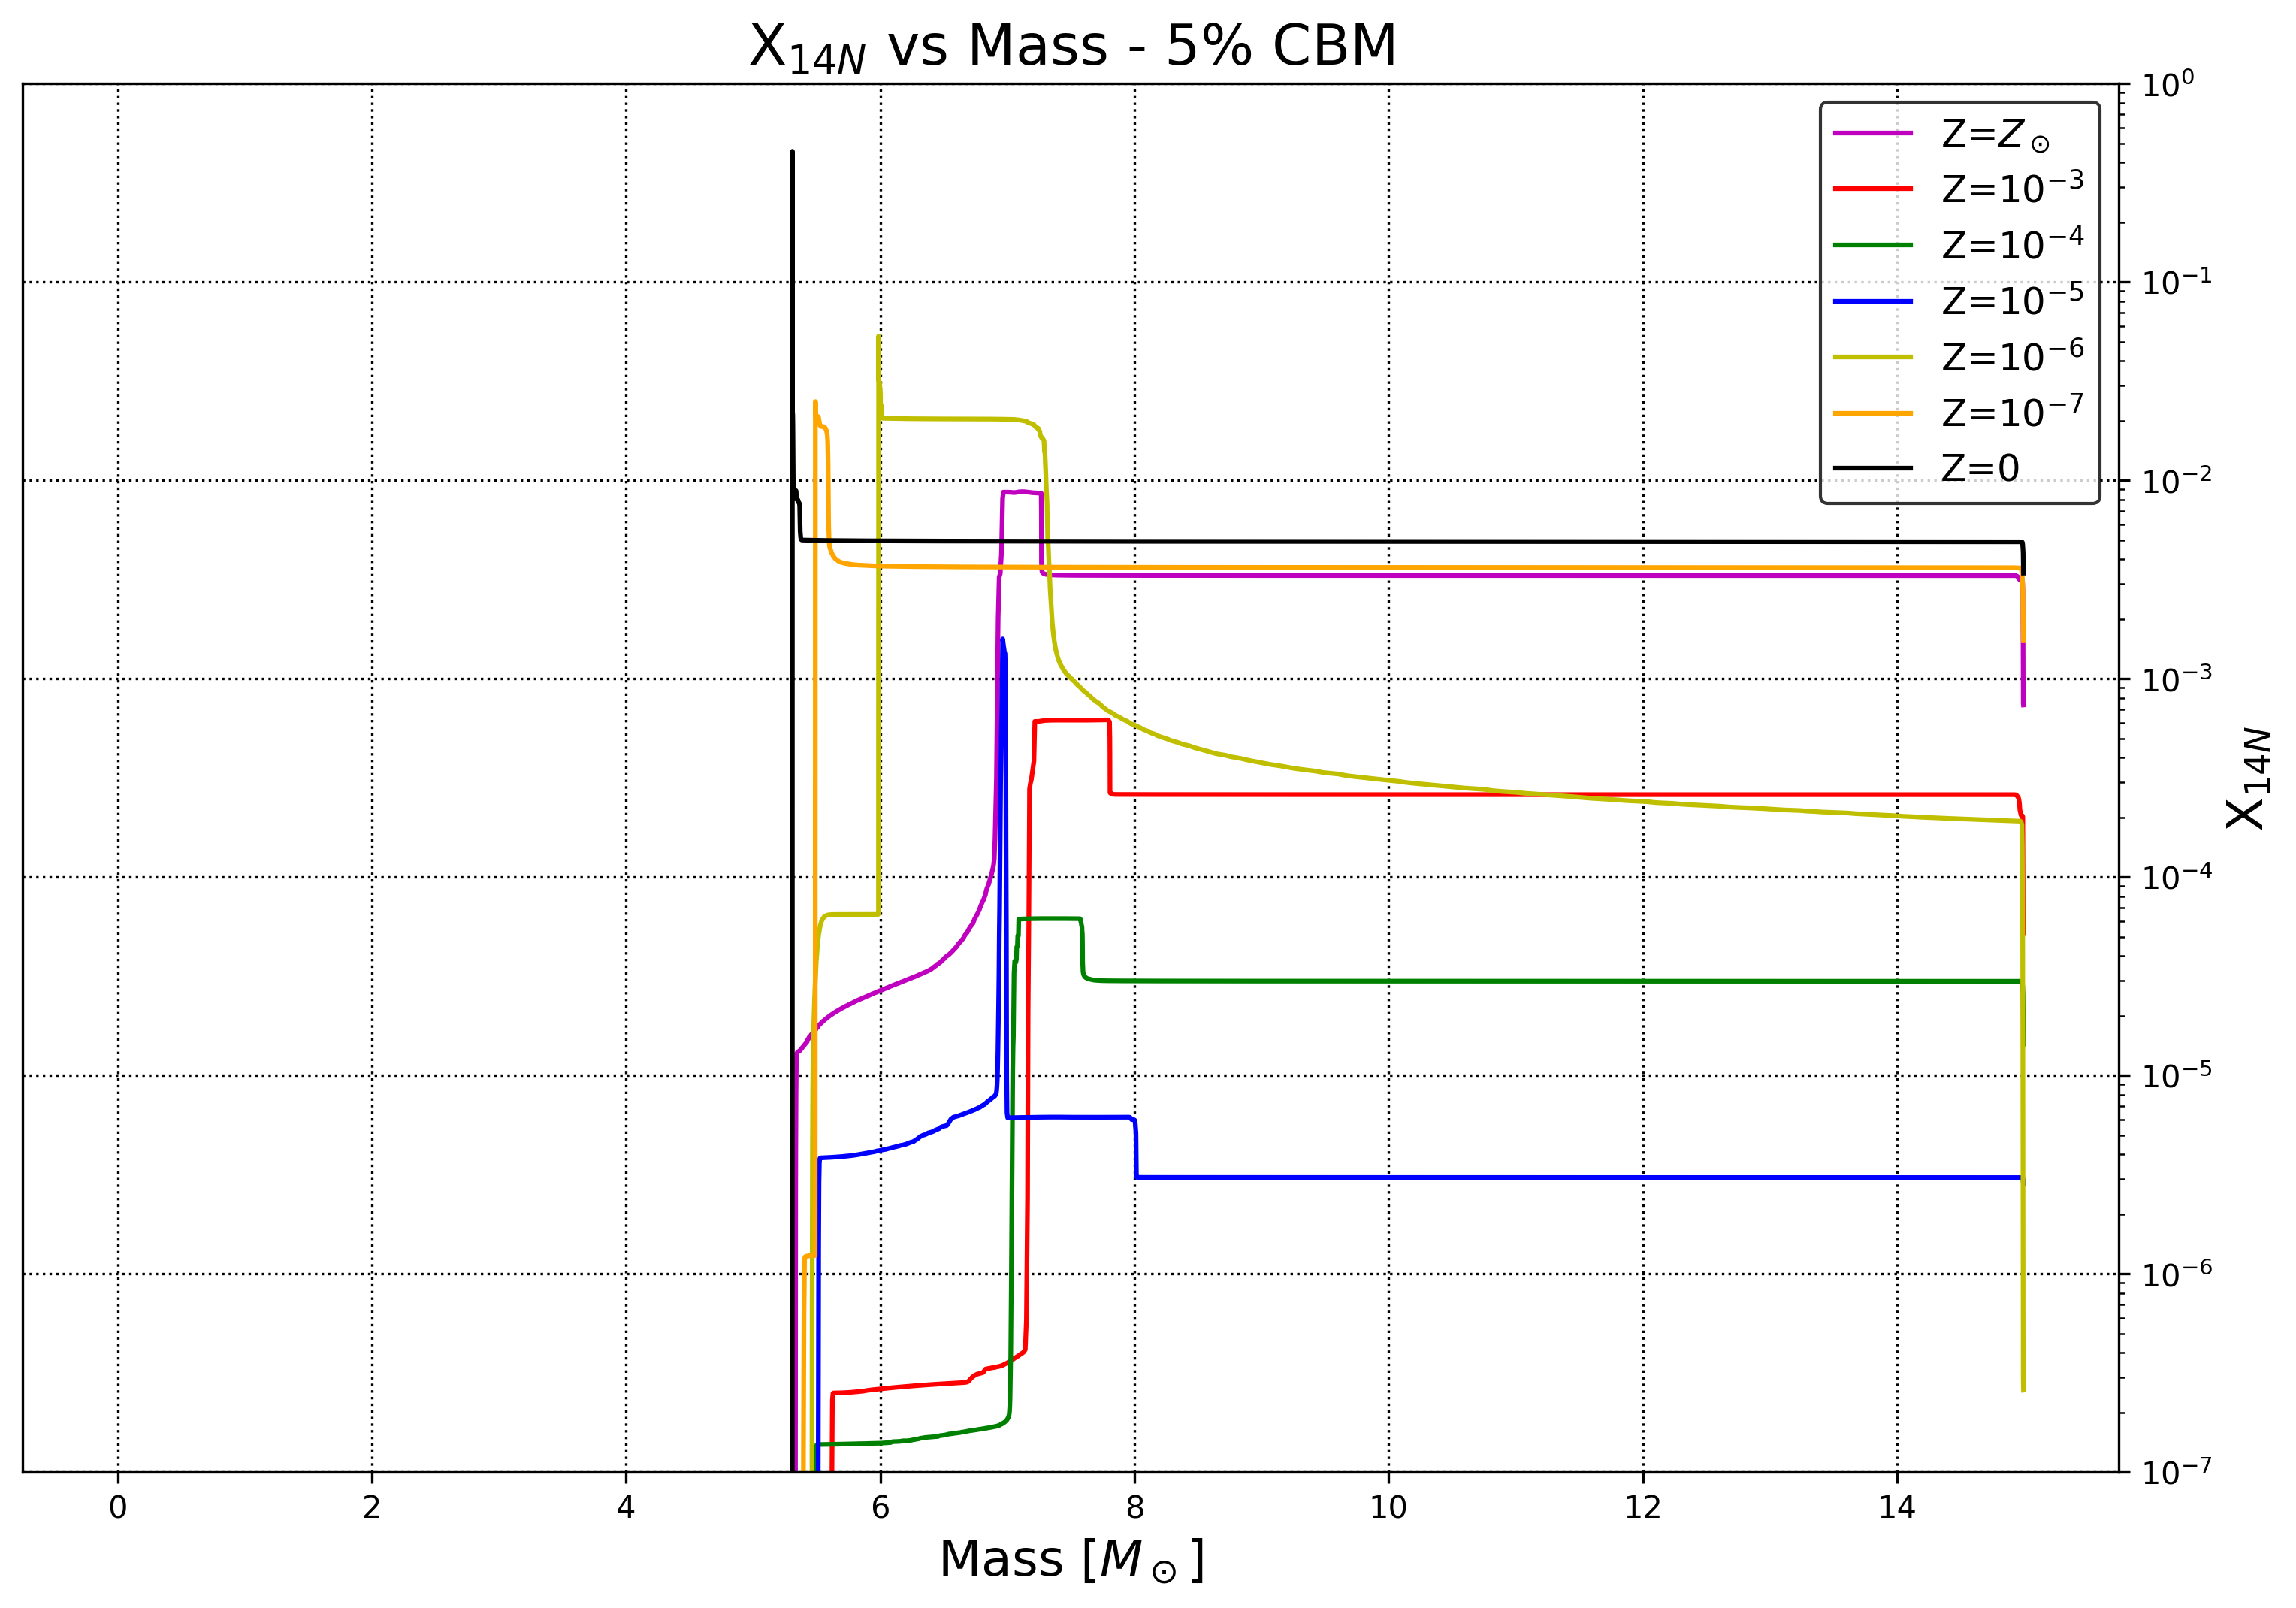 X₁₄N vs Mass - 5% CBM
Z=Z⊙
Z=10⁻³
Z=10⁻⁴
Z=10⁻⁵
Z=10⁻⁶
Z=10⁻⁷
Z=0
10⁰
10⁻¹
10⁻²
10⁻³
10⁻⁴
10⁻⁵
10⁻⁶
10⁻⁷
X₁₄N
0 2 4 6 8 10 12 14
Mass [M⊙]